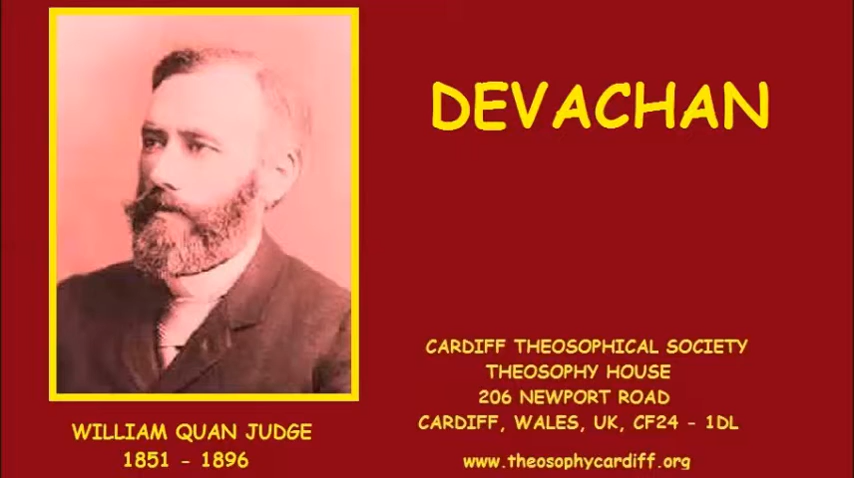 DEVACHAN
CARDIFF THEOSOPHICAL SOCIETY
THEOSOPHY HOUSE
206 NEWPORT ROAD
CARDIFF, WALES, UK, CF24 - 1DL
www.theosophycardiff.org
WILLIAM QUAN JUDGE
1851 - 1896